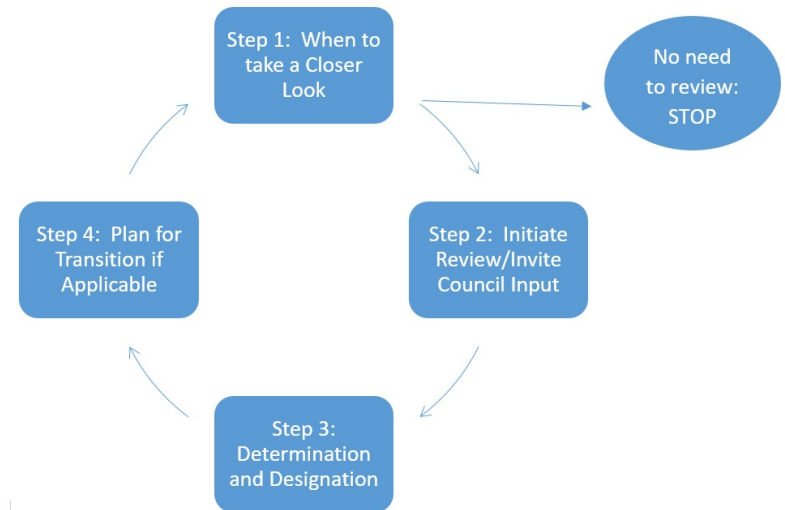 Step 1:  When to
take a Closer
Look
No need
to review:
STOP
Step 2:  Initiate
Review/Invite
Council Input
Step 3:
Determination
and Designation
Step 4:  Plan for
Transition if
Applicable